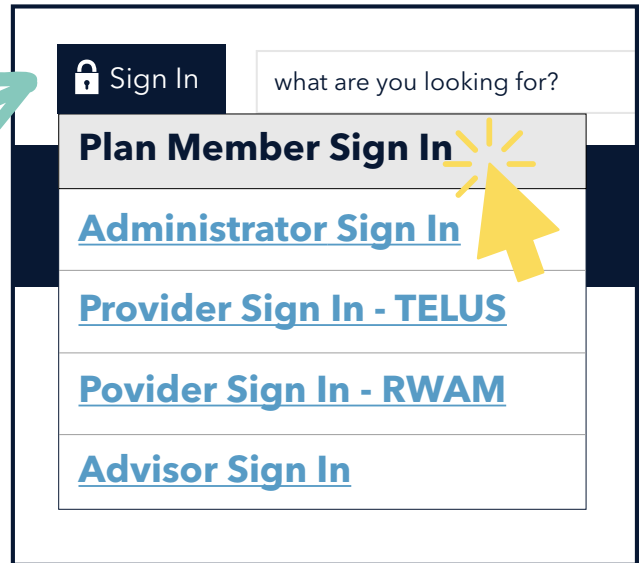 Sign In
what are you looking for?
Plan Member Sign In
Administrator Sign In
Provider Sign In - TELUS
Povider Sign In - RWAM
Advisor Sign In